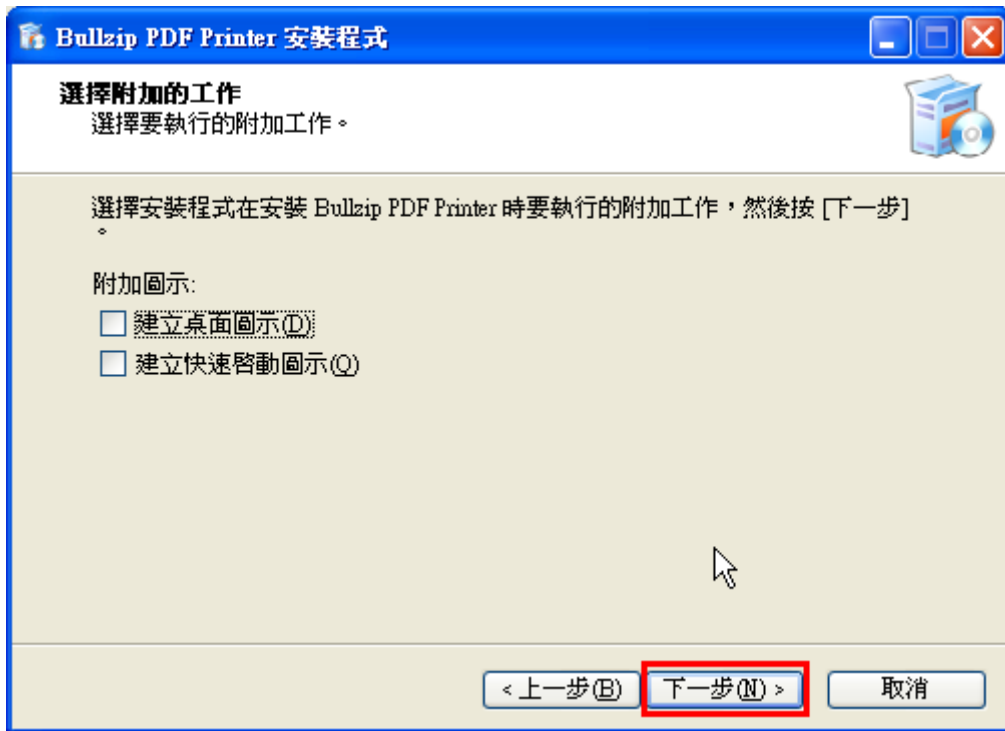 Bullzip PDF Printer 安裝程式
選擇附加的工作
選擇要執行的附加工作。
選擇安裝程式在安裝 Bullzip PDF Printer 時要執行的附加工作，然後按 [下一步]
。
附加圖示:
建立桌面圖示(D)
建立快速啓動圖示(Q)
<上一步(B) 下一步(N) > 取消